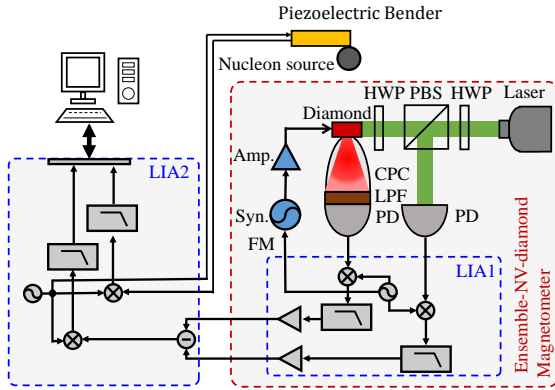 Piezoelectric Bender
Nucleon source
HWP PBS HWP Laser
Diamond
Amp.
LIA2
CPC
LPF
Syn.
PD
PD
FM
LIA1
Ensemble-NV-diamond
Magnetometer